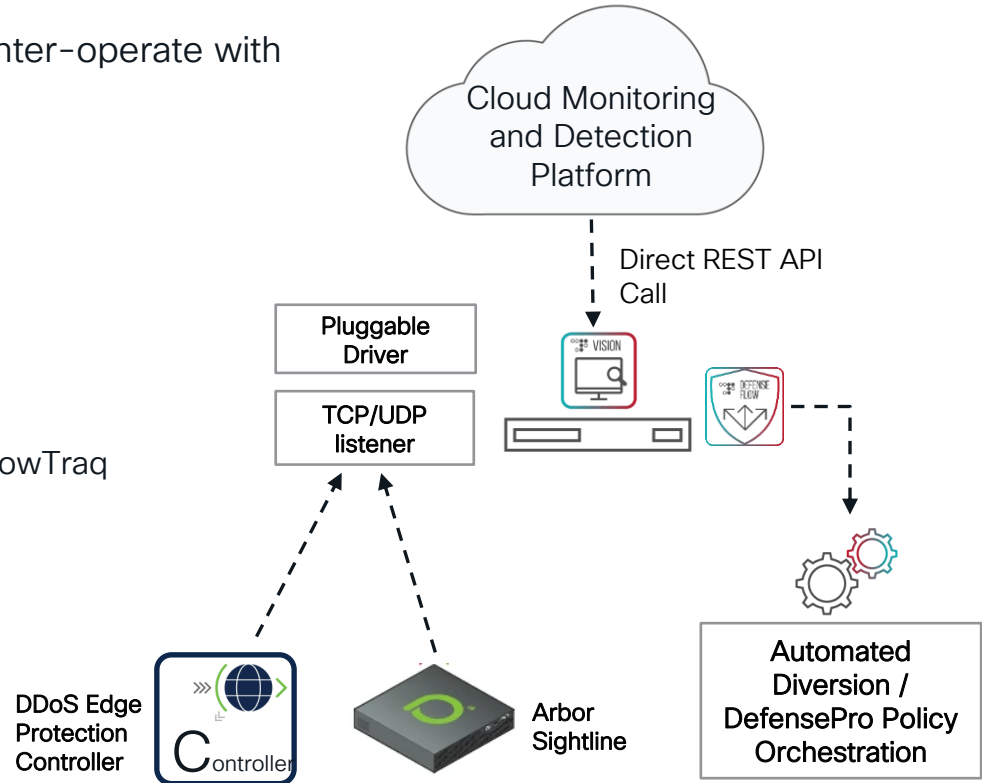 nter-operate with
Cloud Monitoring
and Detection
Platform
Direct REST API
Call
Pluggable
Driver
VISION
DEFENSE
FLOW
TCP/UDP
listener
owTraq
DDoS Edge
Protection
Controller
Controller
Arbor
Sightline
Automated
Diversion /
DefensePro Policy
Orchestration